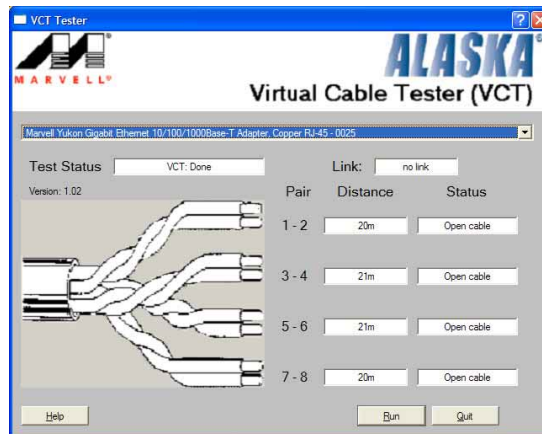 VCT Tester
MARVELL®
ALASKA®
Virtual Cable Tester (VCT)
Marvell Yukon Gigabit Ethernet 10/100/1000Base-T Adapter, Copper RJ-45 - 0025
Test Status VCT: Done Link: no link
Version: 1.02
Pair Distance Status
1 - 2 20m Open cable
3 - 4 21m Open cable
5 - 6 21m Open cable
7 - 8 20m Open cable
Help Run Quit